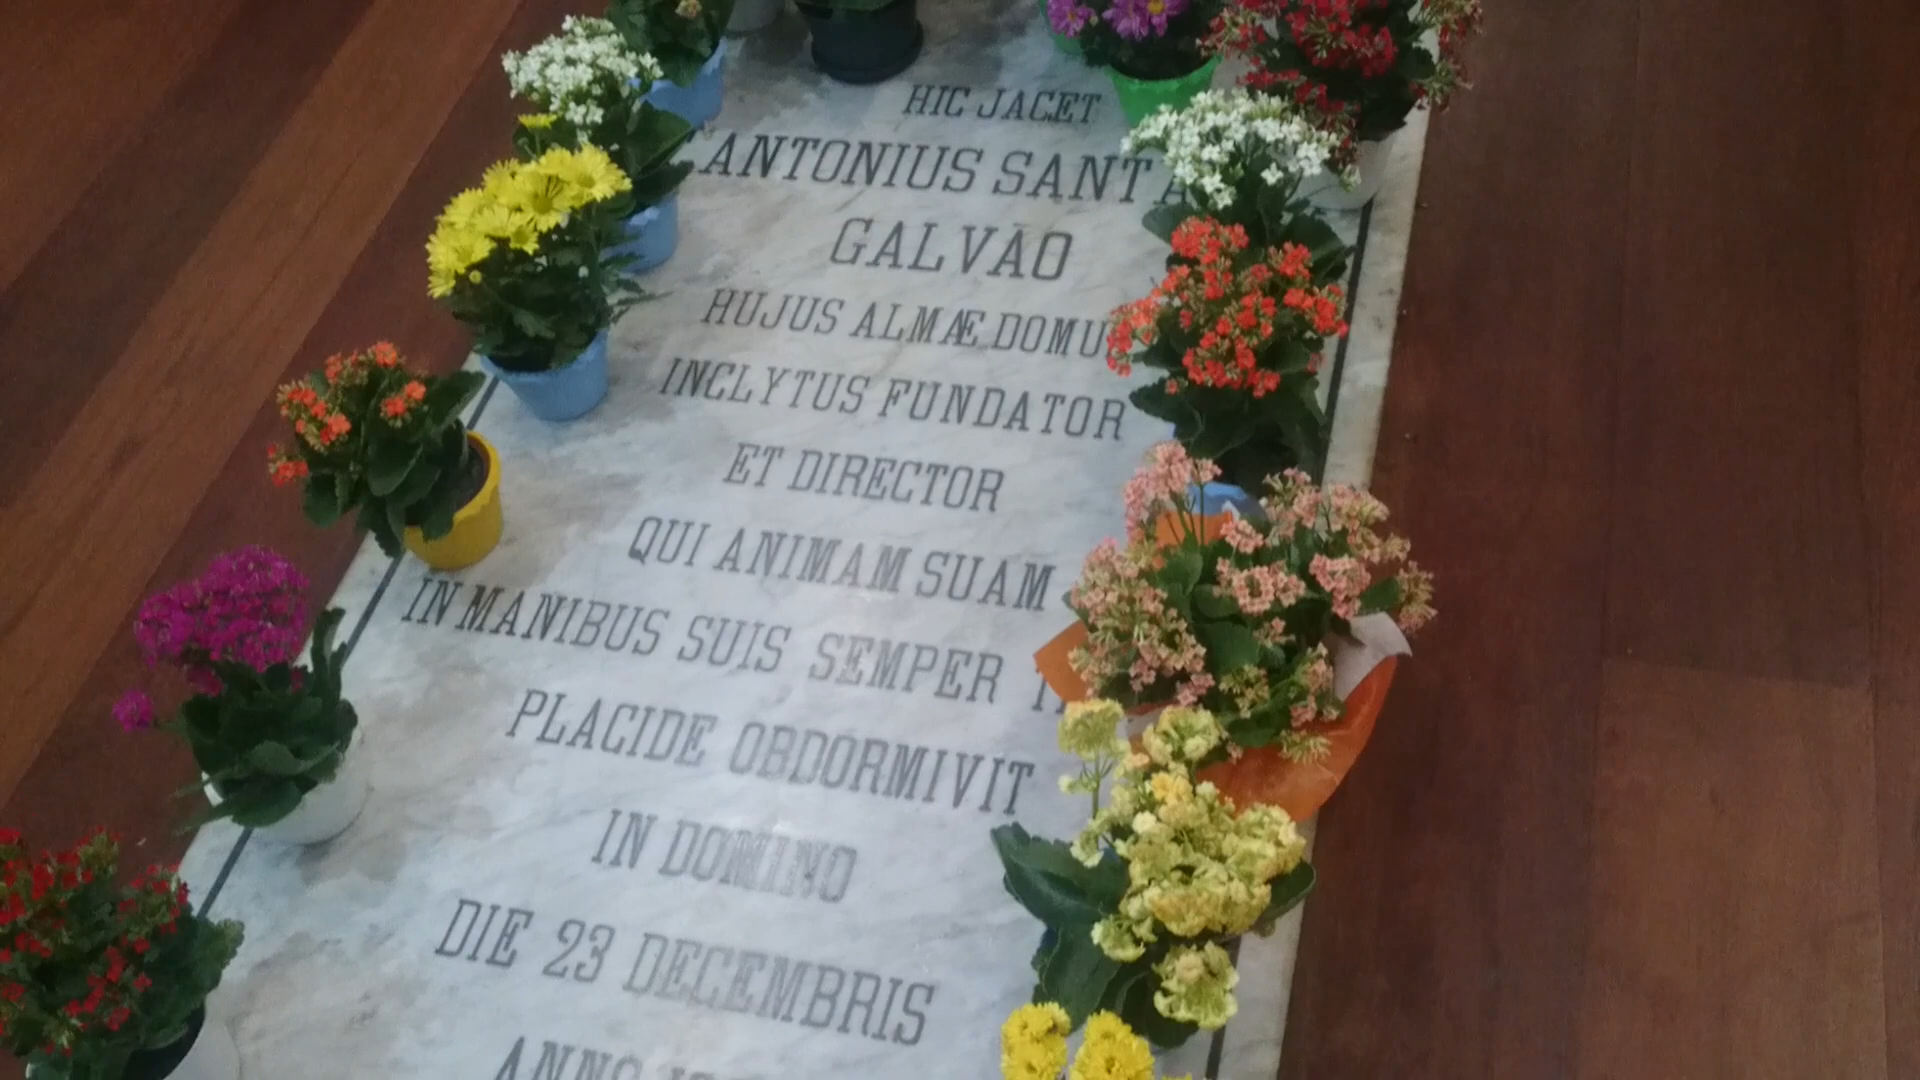 HIC JACET
ANTONIUS SANT'A
GALVÃO
HUJUS ALMÆ DOMU
INCLYTUS FUNDATOR
ET DIRECTOR
QUI ANIMAM SUAM
IN MANIBUS SUIS SEMPER
PLACIDE OBDORMIVIT
IN DOMINO
DIE 23 DECEMBRIS
ANNO